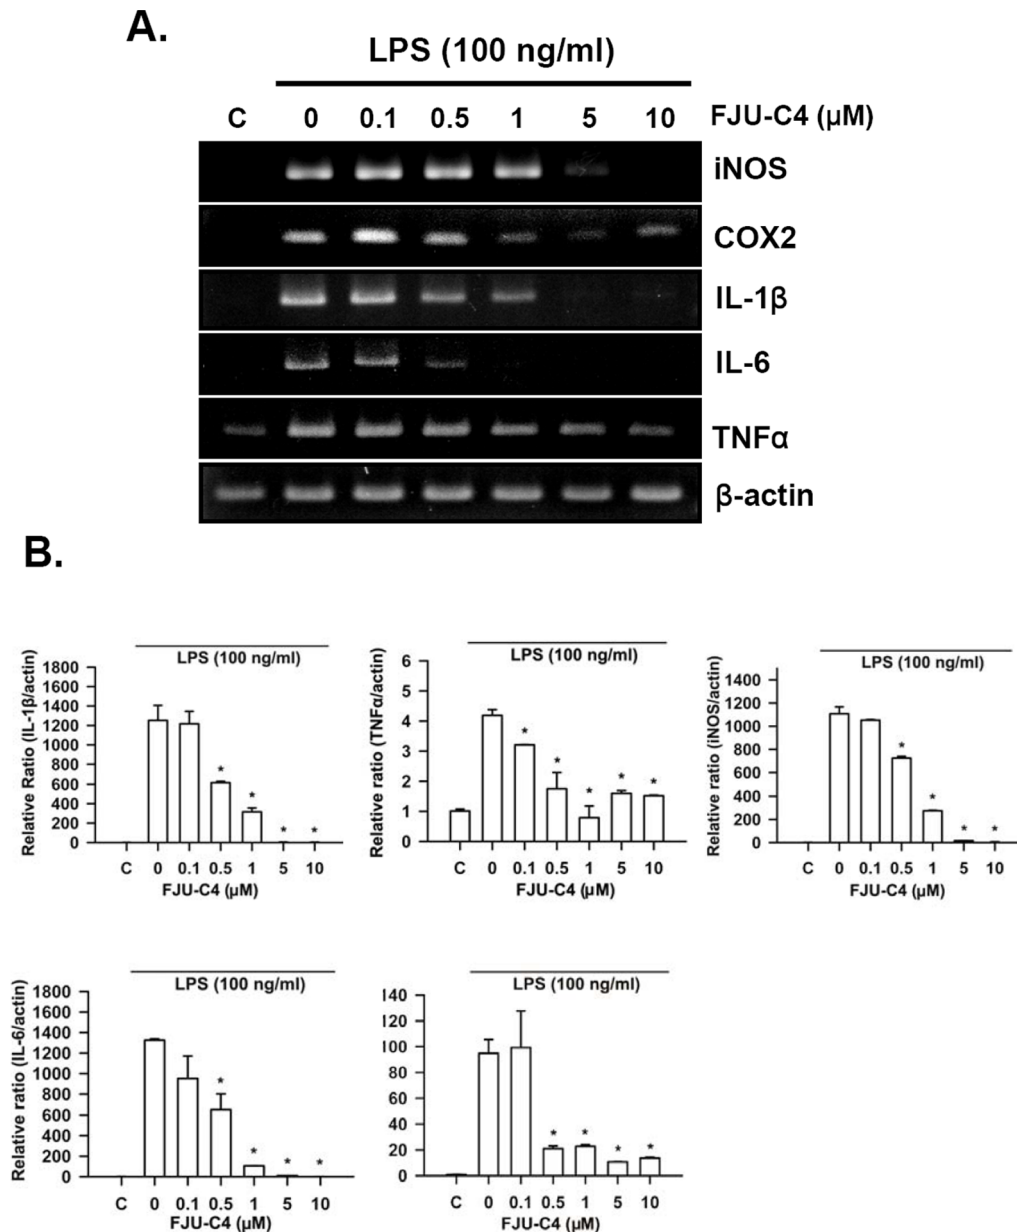 A.
LPS (100 ng/ml)
C 0 0.1 0.5 1 5 10 FJU-C4 (μM)
iNOS
COX2
IL-1β
IL-6
TNFα
β-actin
B.
LPS (100 ng/ml)
Relative Ratio (IL-1β/actin)
1800
1600
1400
1200
1000
800
600
400
200
0
* * * *
C 0 0.1 0.5 1 5 10
FJU-C4 (μM)
LPS (100 ng/ml)
Relative ratio (TNFα/actin)
6
5
4
3
2
1
0
* * * * *
C 0 0.1 0.5 1 5 10
FJU-C4 (μM)
LPS (100 ng/ml)
Relative ratio (iNOS/actin)
1400
1200
1000
800
600
400
200
0
* * * *
C 0 0.1 0.5 1 5 10
FJU-C4 (μM)
LPS (100 ng/ml)
Relative ratio (IL-6/actin)
1800
1600
1400
1200
1000
800
600
400
200
0
* * * *
C 0 0.1 0.5 1 5 10
FJU-C4 (μM)
LPS (100 ng/ml)
140
120
100
80
60
40
20
0
* * * *
C 0 0.1 0.5 1 5 10
FJU-C4 (μM)